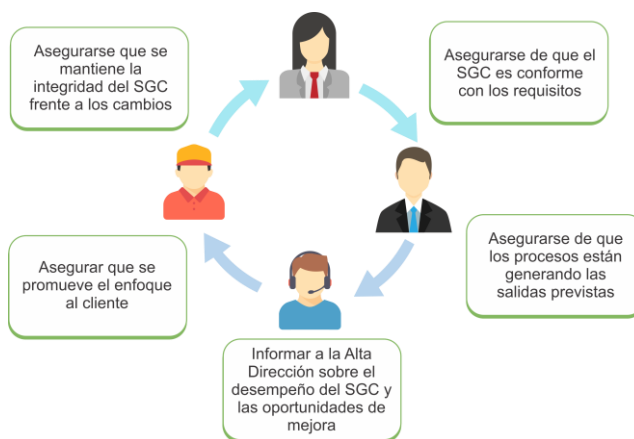 Asegurarse que se
mantiene la
integridad del SGC
frente a los cambios
Asegurarse de que el
SGC es conforme
con los requisitos
Asegurar que se
promueve el enfoque
al cliente
Asegurarse de que
los procesos están
generando las
salidas previstas
Informar a la Alta
Dirección sobre el
desempeño del SGC y
las oportunidades de
mejora